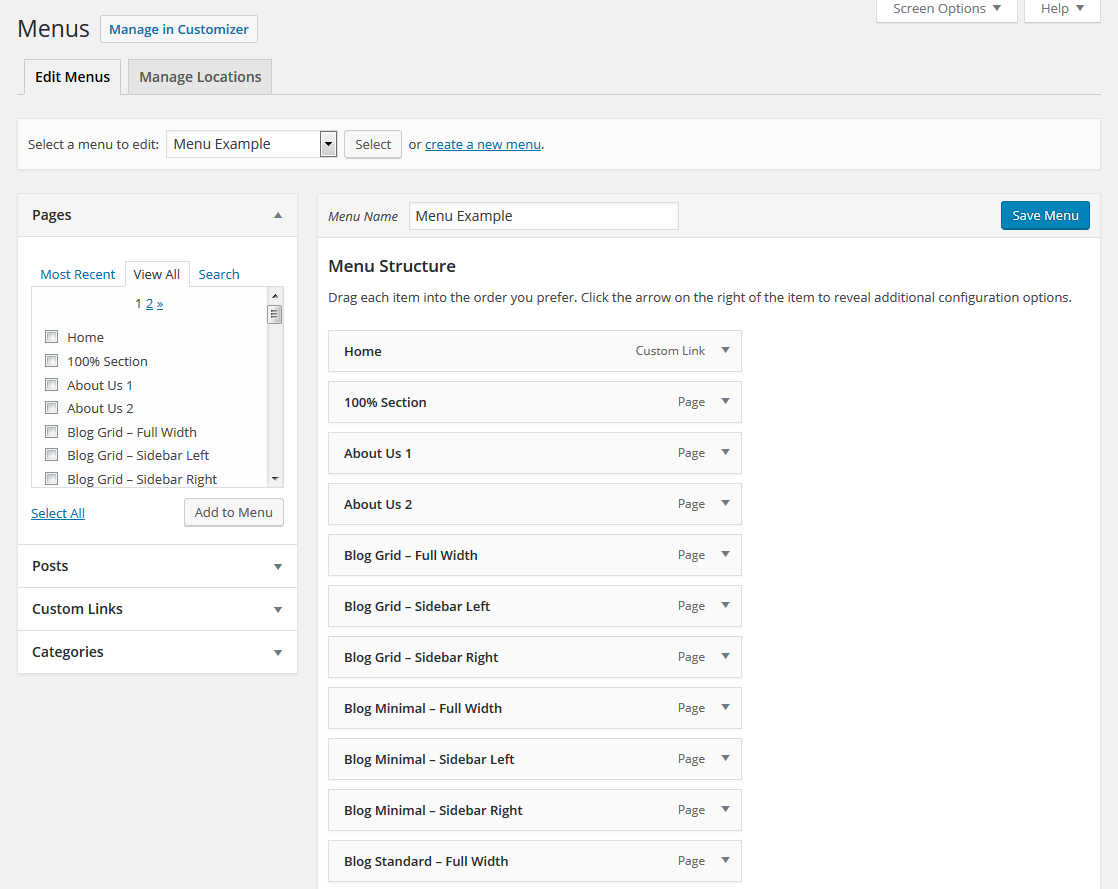 Menus Manage in Customizer Screen Options Help
Edit Menus Manage Locations
Select a menu to edit: Menu Example Select or create a new menu.
Pages
Most Recent View All Search
1 2 »
Home
100% Section
About Us 1
About Us 2
Blog Grid – Full Width
Blog Grid – Sidebar Left
Blog Grid – Sidebar Right
Select All Add to Menu
Posts
Custom Links
Categories
Menu Name Menu Example Save Menu
Menu Structure
Drag each item into the order you prefer. Click the arrow on the right of the item to reveal additional configuration options.
Home Custom Link
100% Section Page
About Us 1 Page
About Us 2 Page
Blog Grid – Full Width Page
Blog Grid – Sidebar Left Page
Blog Grid – Sidebar Right Page
Blog Minimal – Full Width Page
Blog Minimal – Sidebar Left Page
Blog Minimal – Sidebar Right Page
Blog Standard – Full Width Page